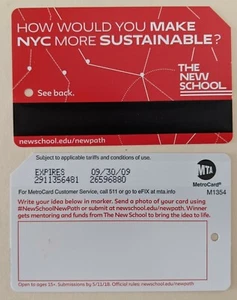 HOW WOULD YOU MAKE
NYC MORE SUSTAINABLE?
THE
NEW
SCHOOL
See back.
newschool.edu/newpath
Subject to applicable tariffs and conditions of use.
EXPIRES 09/30/09
2911356481 26596880
MTA
MetroCard®
For MetroCard Customer Service, call 511 or go to eFIX at mta.info M1354
Write your idea below in marker. Send a photo of your card using
#NewSchoolNewPath or submit at newschool.edu/newpath. Winner
gets mentoring and funds from The New School to bring the idea to life.
Open to ages 13+. Submissions by 5/11/18. Official rules: newschool.edu/newpath